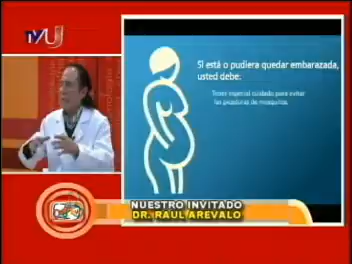 TVUJ
Si está o pudiera quedar embarazada,
usted debe:
Tener especial cuidado para evitar
las picaduras de mosquitos.
NUESTRO INVITADO
DR. RAUL AREVALO